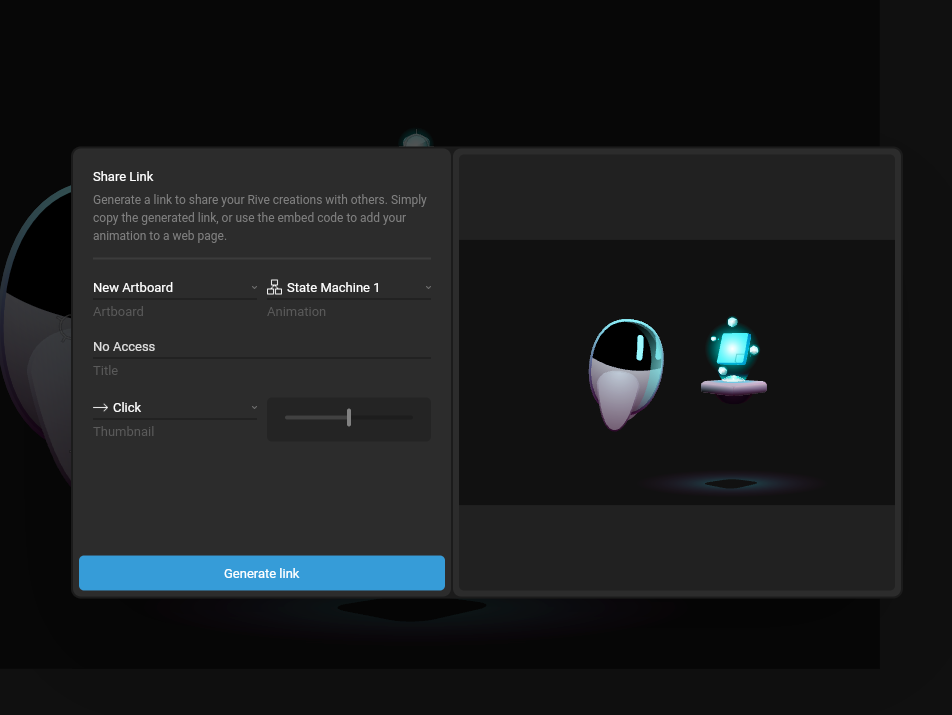 Share Link
Generate a link to share your Rive creations with others. Simply
copy the generated link, or use the embed code to add your
animation to a web page.
New Artboard
State Machine 1
Artboard
Animation
No Access
Title
Click
Thumbnail
Generate link